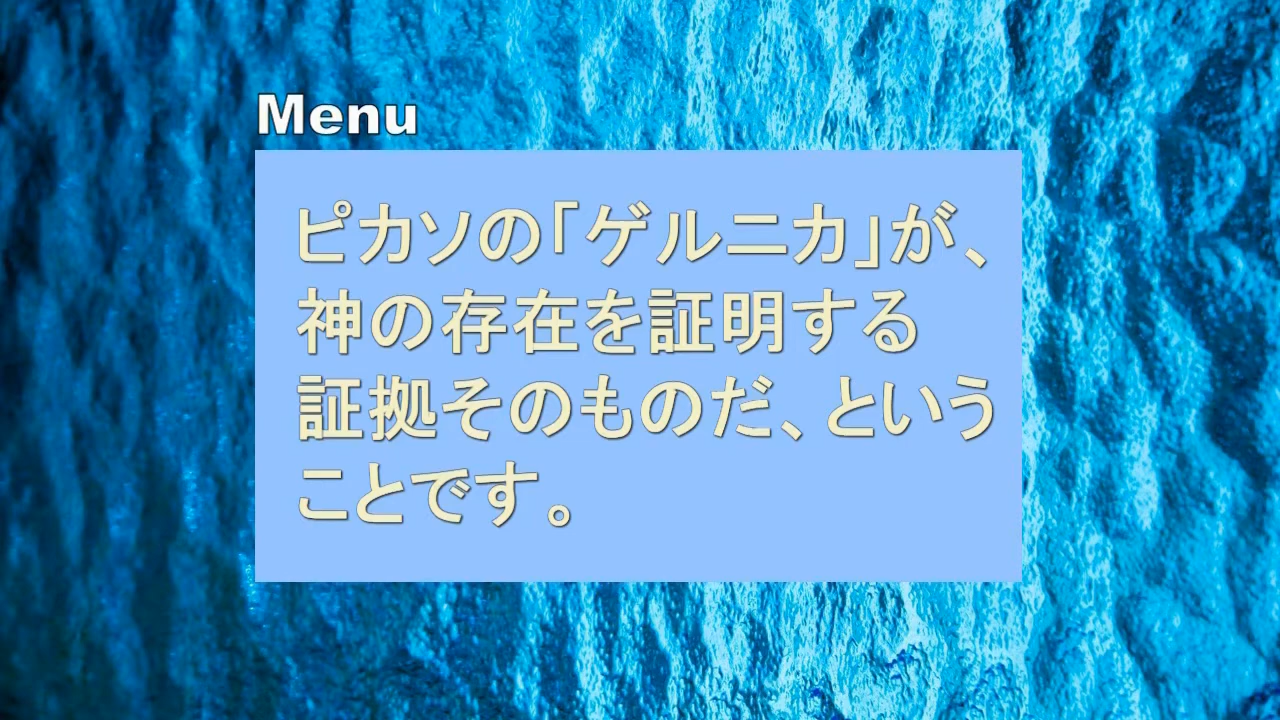 Menu
ピカソの「ゲルニカ」が、
神の存在を証明する
証拠そのものだ、という
ことです。